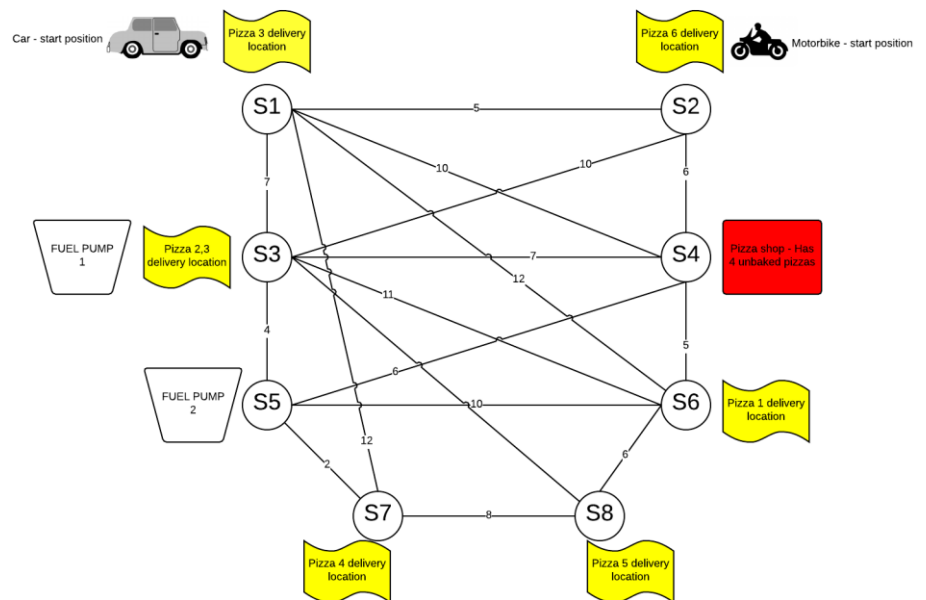 Car - start position
Pizza 3 delivery
location
Pizza 6 delivery
location
Motorbike - start position
S1
5
S2
7
10
10
6
FUEL PUMP
1
Pizza 2,3
delivery location
S3
7
S4
Pizza shop - Has
4 unbaked pizzas
12
11
4
5
6
FUEL PUMP
2
S5
10
S6
Pizza 1 delivery
location
12
2
6
S7
8
S8
Pizza 4 delivery
location
Pizza 5 delivery
location